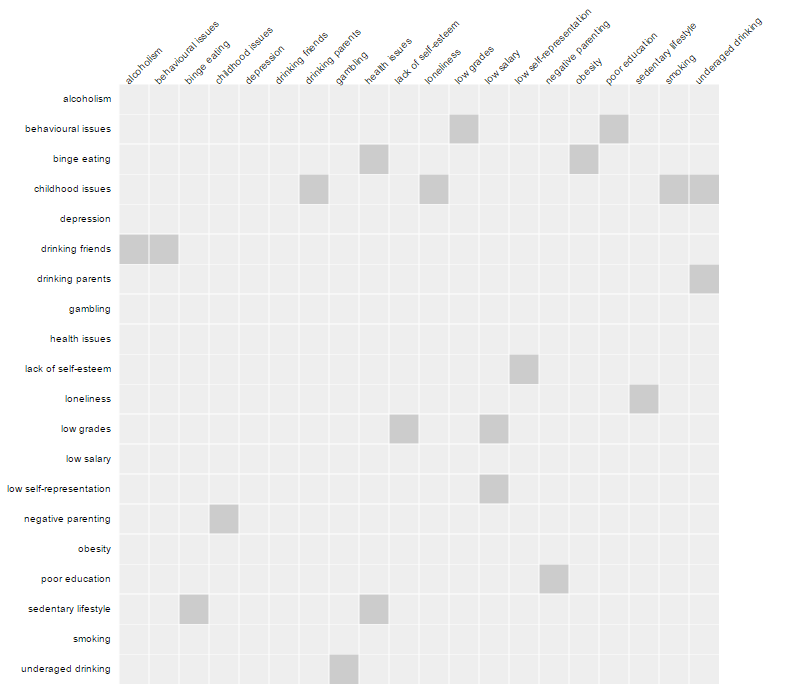 alcoholism
behavioural issues
binge eating
childhood issues
depression
drinking friends
drinking parents
gambling
health issues
lack of self-esteem
loneliness
low grades
low salary
low self-representation
negative parenting
obesity
poor education
sedentary lifestyle
smoking
underaged drinking
alcoholism
behavioural issues
binge eating
childhood issues
depression
drinking friends
drinking parents
gambling
health issues
lack of self-esteem
loneliness
low grades
low salary
low self-representation
negative parenting
obesity
poor education
sedentary lifestyle
smoking
underaged drinking